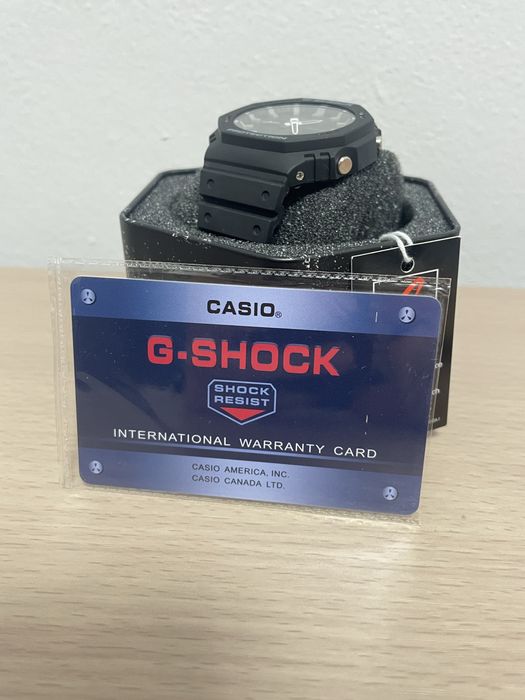 CASIO®
G-SHOCK
SHOCK
RESIST
INTERNATIONAL WARRANTY CARD
CASIO AMERICA, INC.
CASIO CANADA LTD.